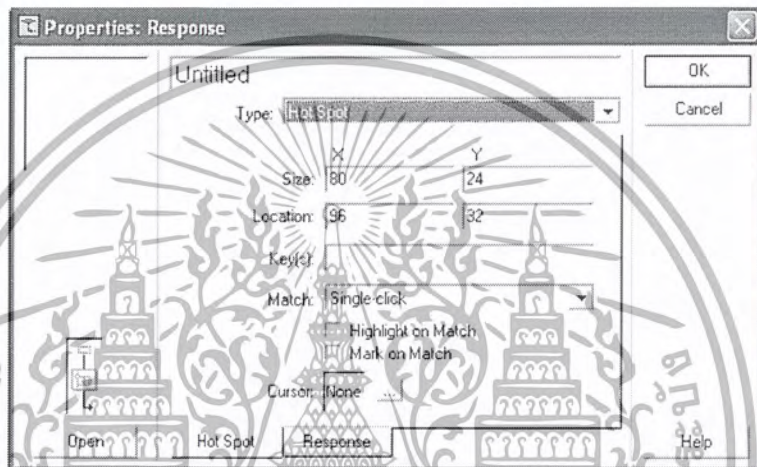 Properties: Response
Untitled
OK
Type: Hot Spot
Cancel
X Y
Size: 80 24
Location: 96 32
Key(s):
Match: Single-click
Highlight on Match
Mark on Match
Cursor: None ...
Open Hot Spot Response Help